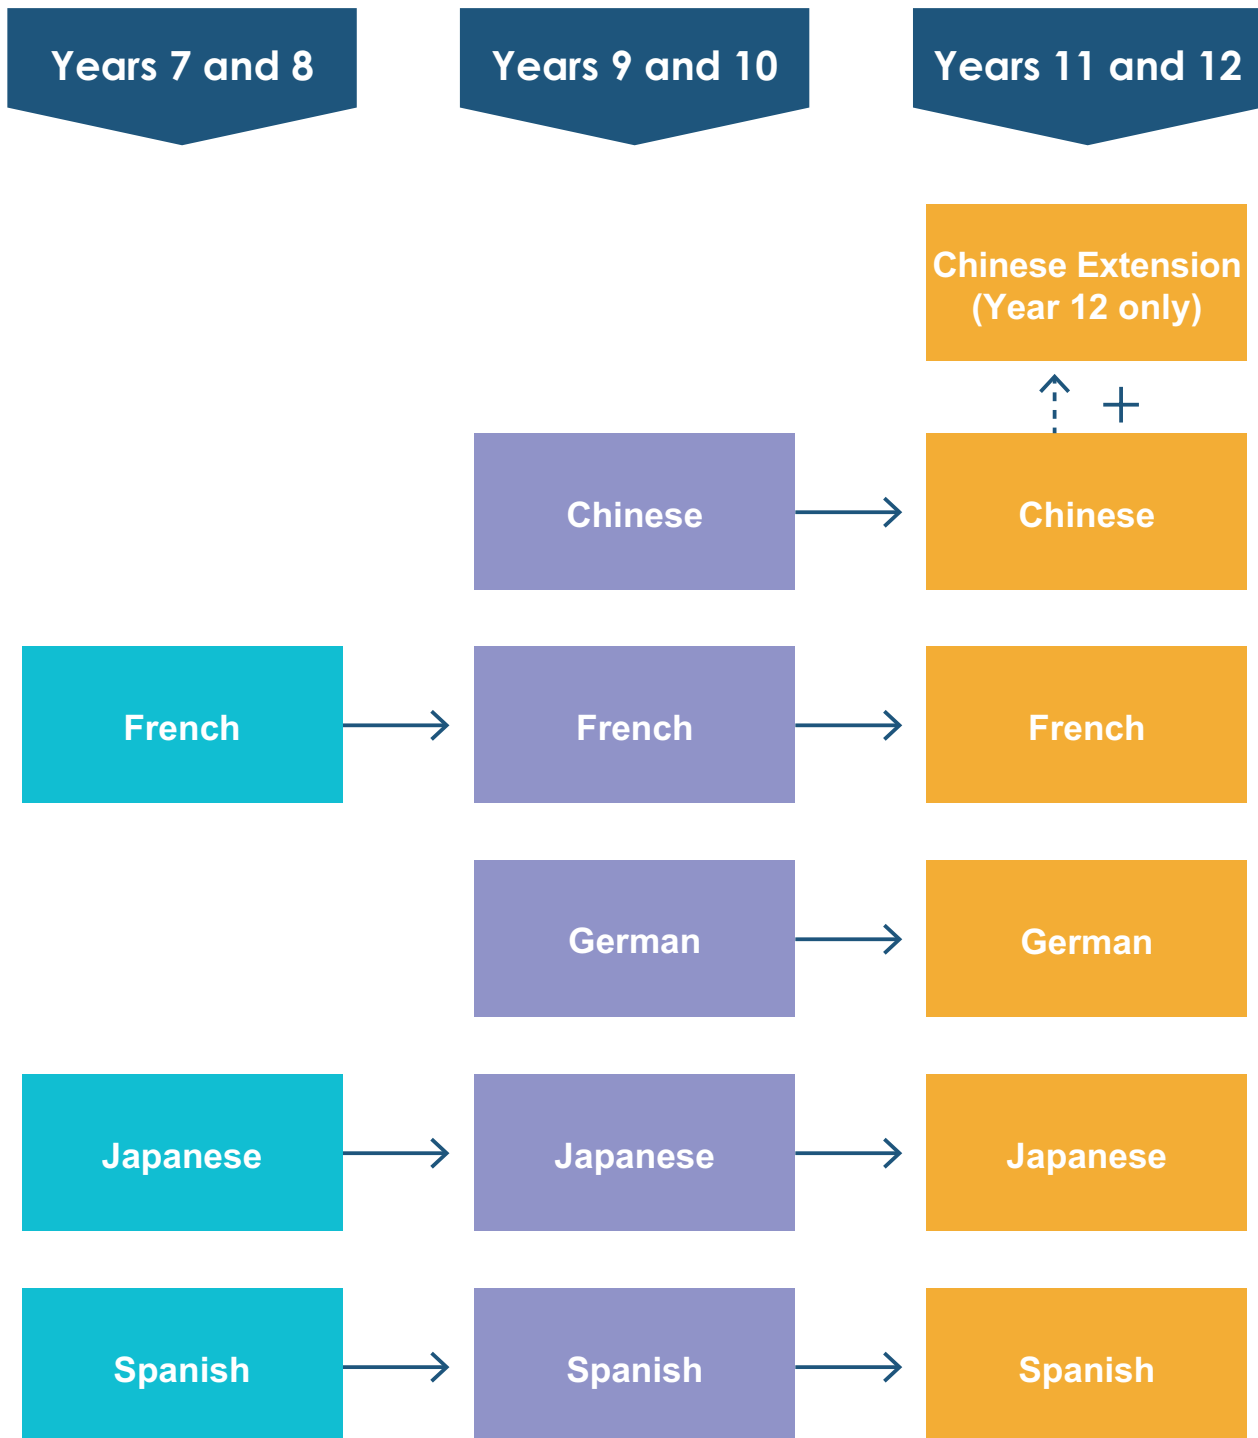 Years 7 and 8
Years 9 and 10
Years 11 and 12
Chinese Extension
(Year 12 only)
+
Chinese
Chinese
French
French
French
German
German
Japanese
Japanese
Japanese
Spanish
Spanish
Spanish